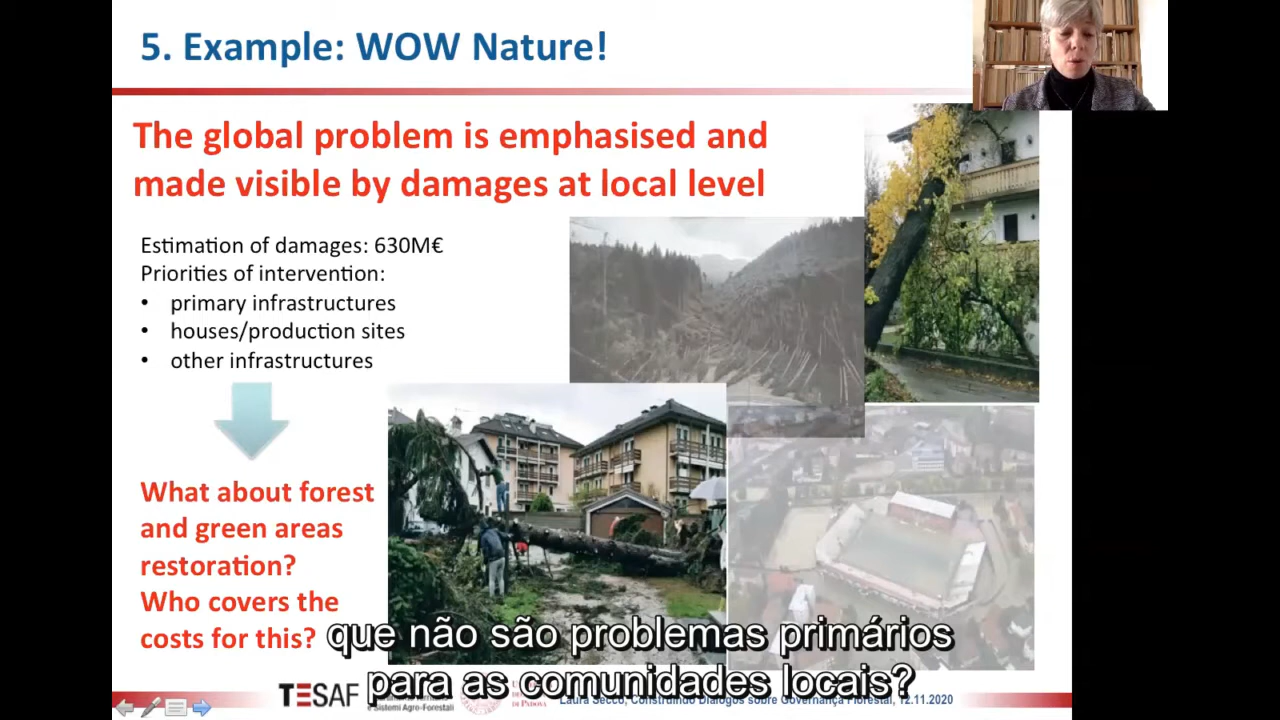 5. Example: WOW Nature!
The global problem is emphasised and
made visible by damages at local level
Estimation of damages: 630M€
Priorities of intervention:
• primary infrastructures
• houses/production sites
• other infrastructures
What about forest
and green areas
restoration?
Who covers the
costs for this?
que não são problemas primários
para as comunidades locais?
TESAF
e Sistemi Agro-Forestali
di Padova
Laura Secco, Construindo Diálogos sobre Governança Florestal, 12.11.2020